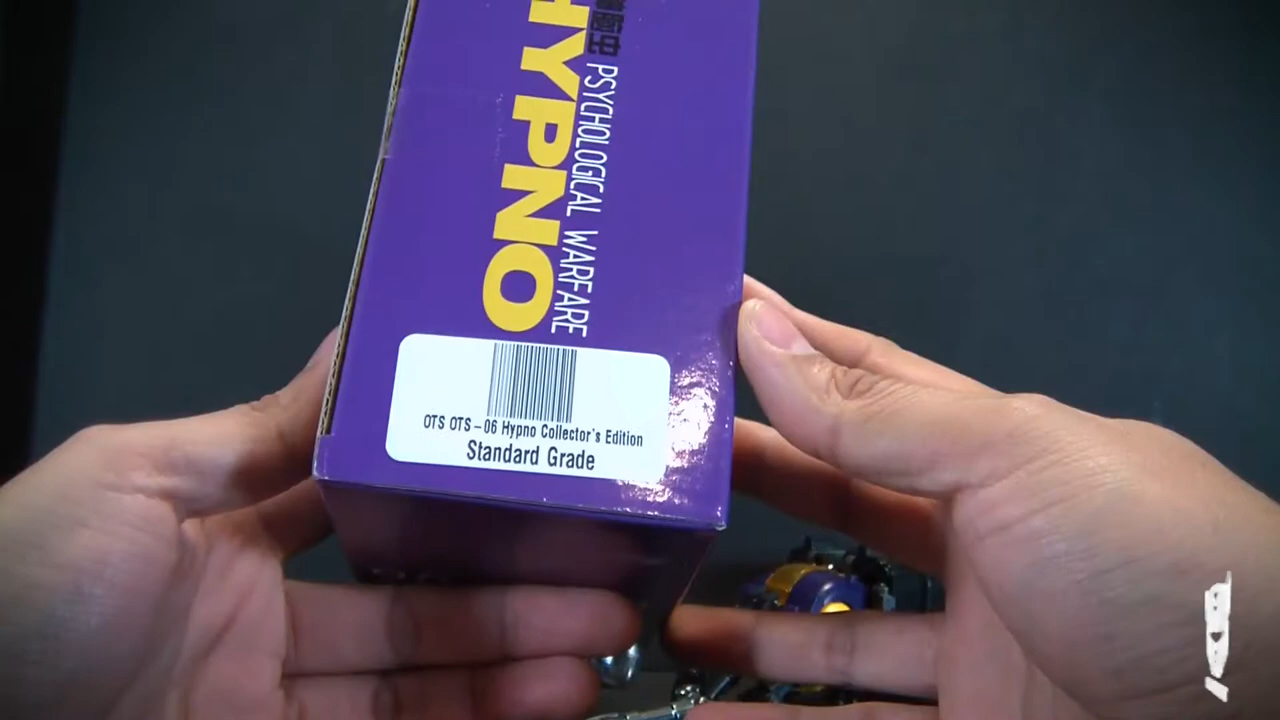 HYPNO
PSYCHOLOGICAL WARFARE
OTS OTS-06 Hypno Collector's Edition
Standard Grade